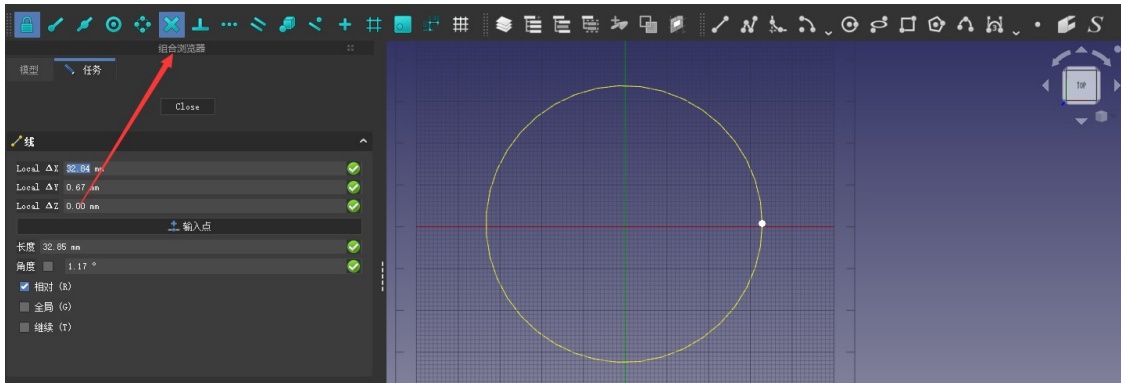 组合浏览器
模型
任务
Close
线
Local ΔX 32.84 mm
Local ΔY 0.67 mm
Local ΔZ 0.00 mm
输入点
长度 32.85 mm
角度 1.17 °
相对 (R)
全局 (G)
继续 (T)
TOP
S